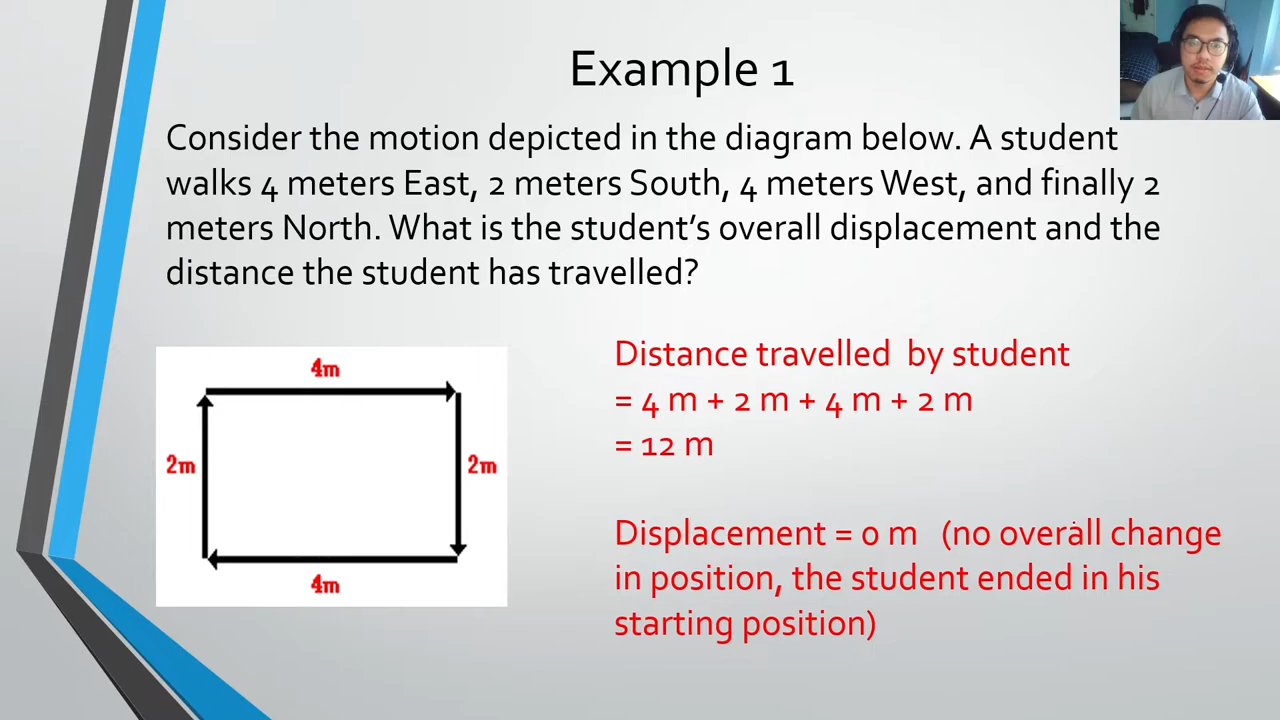 Example 1
Consider the motion depicted in the diagram below. A student
walks 4 meters East, 2 meters South, 4 meters West, and finally 2
meters North. What is the student’s overall displacement and the
distance the student has travelled?
4m
2m
2m
4m
Distance travelled by student
= 4 m + 2 m + 4 m + 2 m
= 12 m
Displacement = 0 m (no overall change
in position, the student ended in his
starting position)